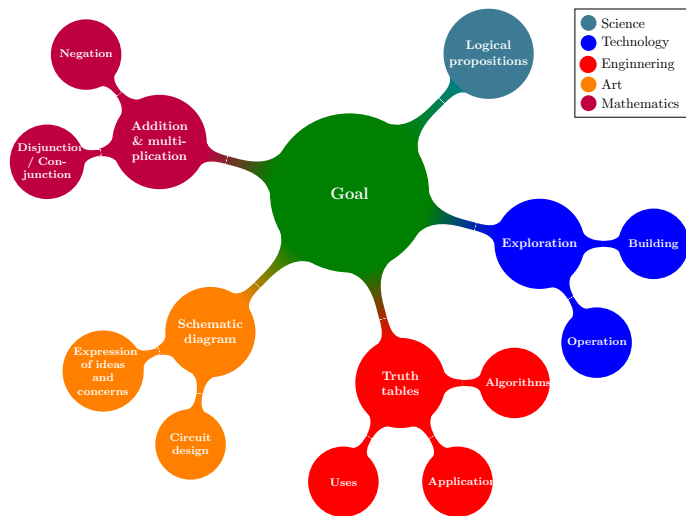 Negation
Disjunction
/ Con-
junction
Addition
& multi-
plication
Logical
propositions
Science
Technology
Enginnering
Art
Mathematics
Goal
Exploration
Building
Operation
Schematic
diagram
Expression
of ideas
and
concerns
Circuit
design
Truth
tables
Algorithms
Uses
Application